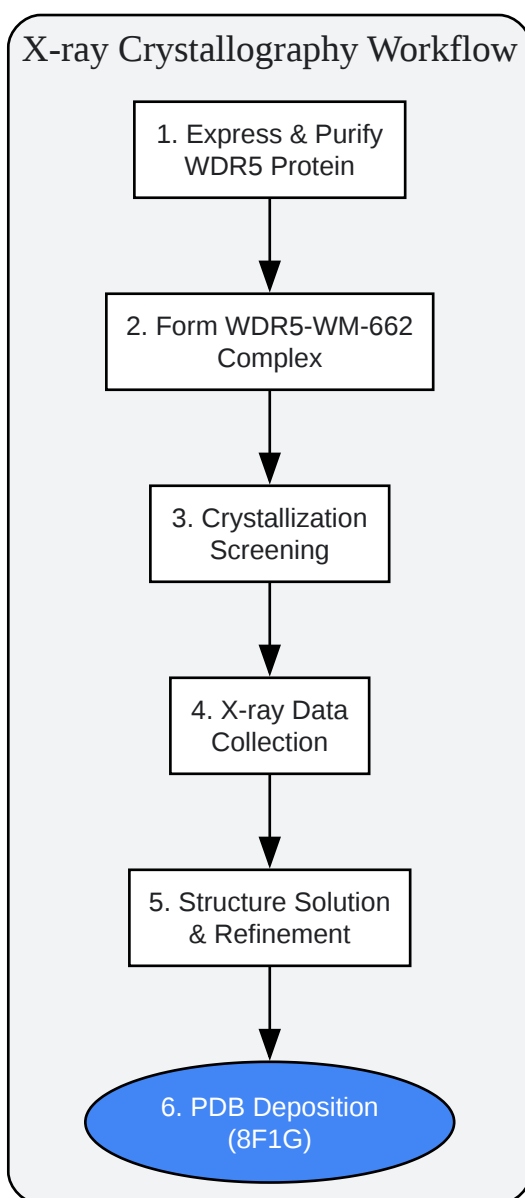 X-ray Crystallography Workflow
1. Express & Purify
WDR5 Protein
2. Form WDR5-WM-662
Complex
3. Crystallization
Screening
4. X-ray Data
Collection
5. Structure Solution
& Refinement
6. PDB Deposition
(8F1G)